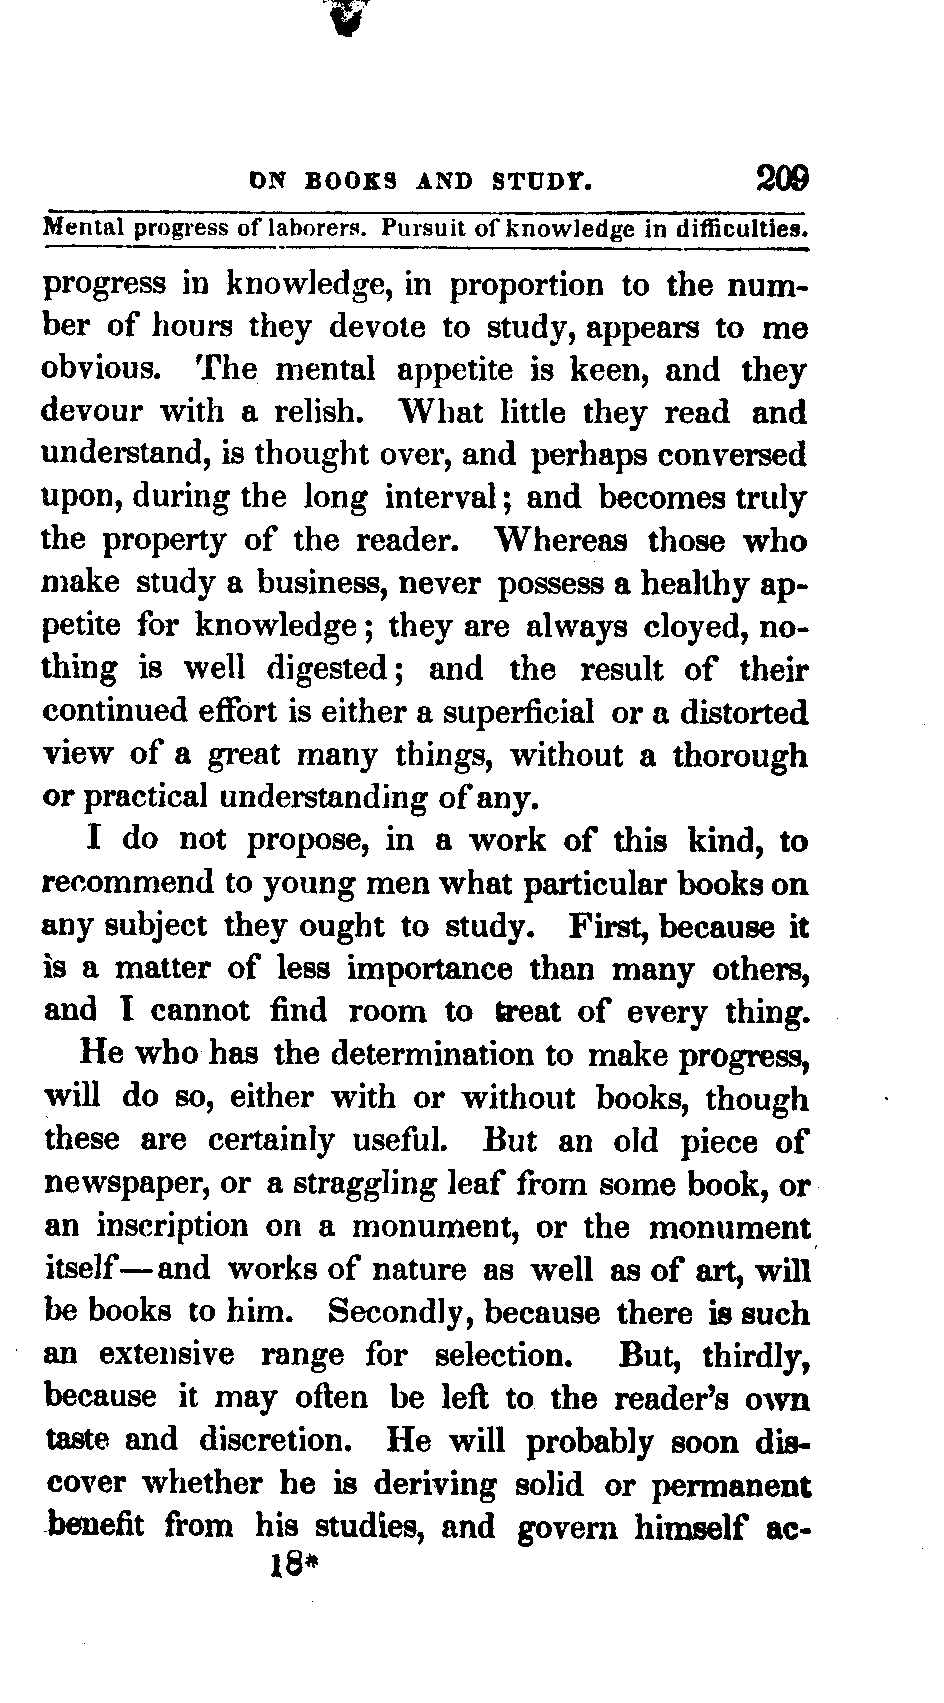 ON BOOKS AND STUDY. 209
Mental progress of laborers. Pursuit of knowledge in difficulties.
progress in knowledge, in proportion to the num-
ber of hours they devote to study, appears to me
obvious. The mental appetite is keen, and they
devour with a relish. What little they read and
understand, is thought over, and perhaps conversed
upon, during the long interval; and becomes truly
the property of the reader. Whereas those who
make study a business, never possess a healthy ap-
petite for knowledge; they are always cloyed, no-
thing is well digested; and the result of their
continued effort is either a superficial or a distorted
view of a great many things, without a thorough
or practical understanding of any.
I do not propose, in a work of this kind, to
recommend to young men what particular books on
any subject they ought to study. First, because it
is a matter of less importance than many others,
and I cannot find room to treat of every thing.
He who has the determination to make progress,
will do so, either with or without books, though
these are certainly useful. But an old piece of
newspaper, or a straggling leaf from some book, or
an inscription on a monument, or the monument
itself—and works of nature as well as of art, will
be books to him. Secondly, because there is such
an extensive range for selection. But, thirdly,
because it may often be left to the reader's own
taste and discretion. He will probably soon dis-
cover whether he is deriving solid or permanent
benefit from his studies, and govern himself ac-
18*